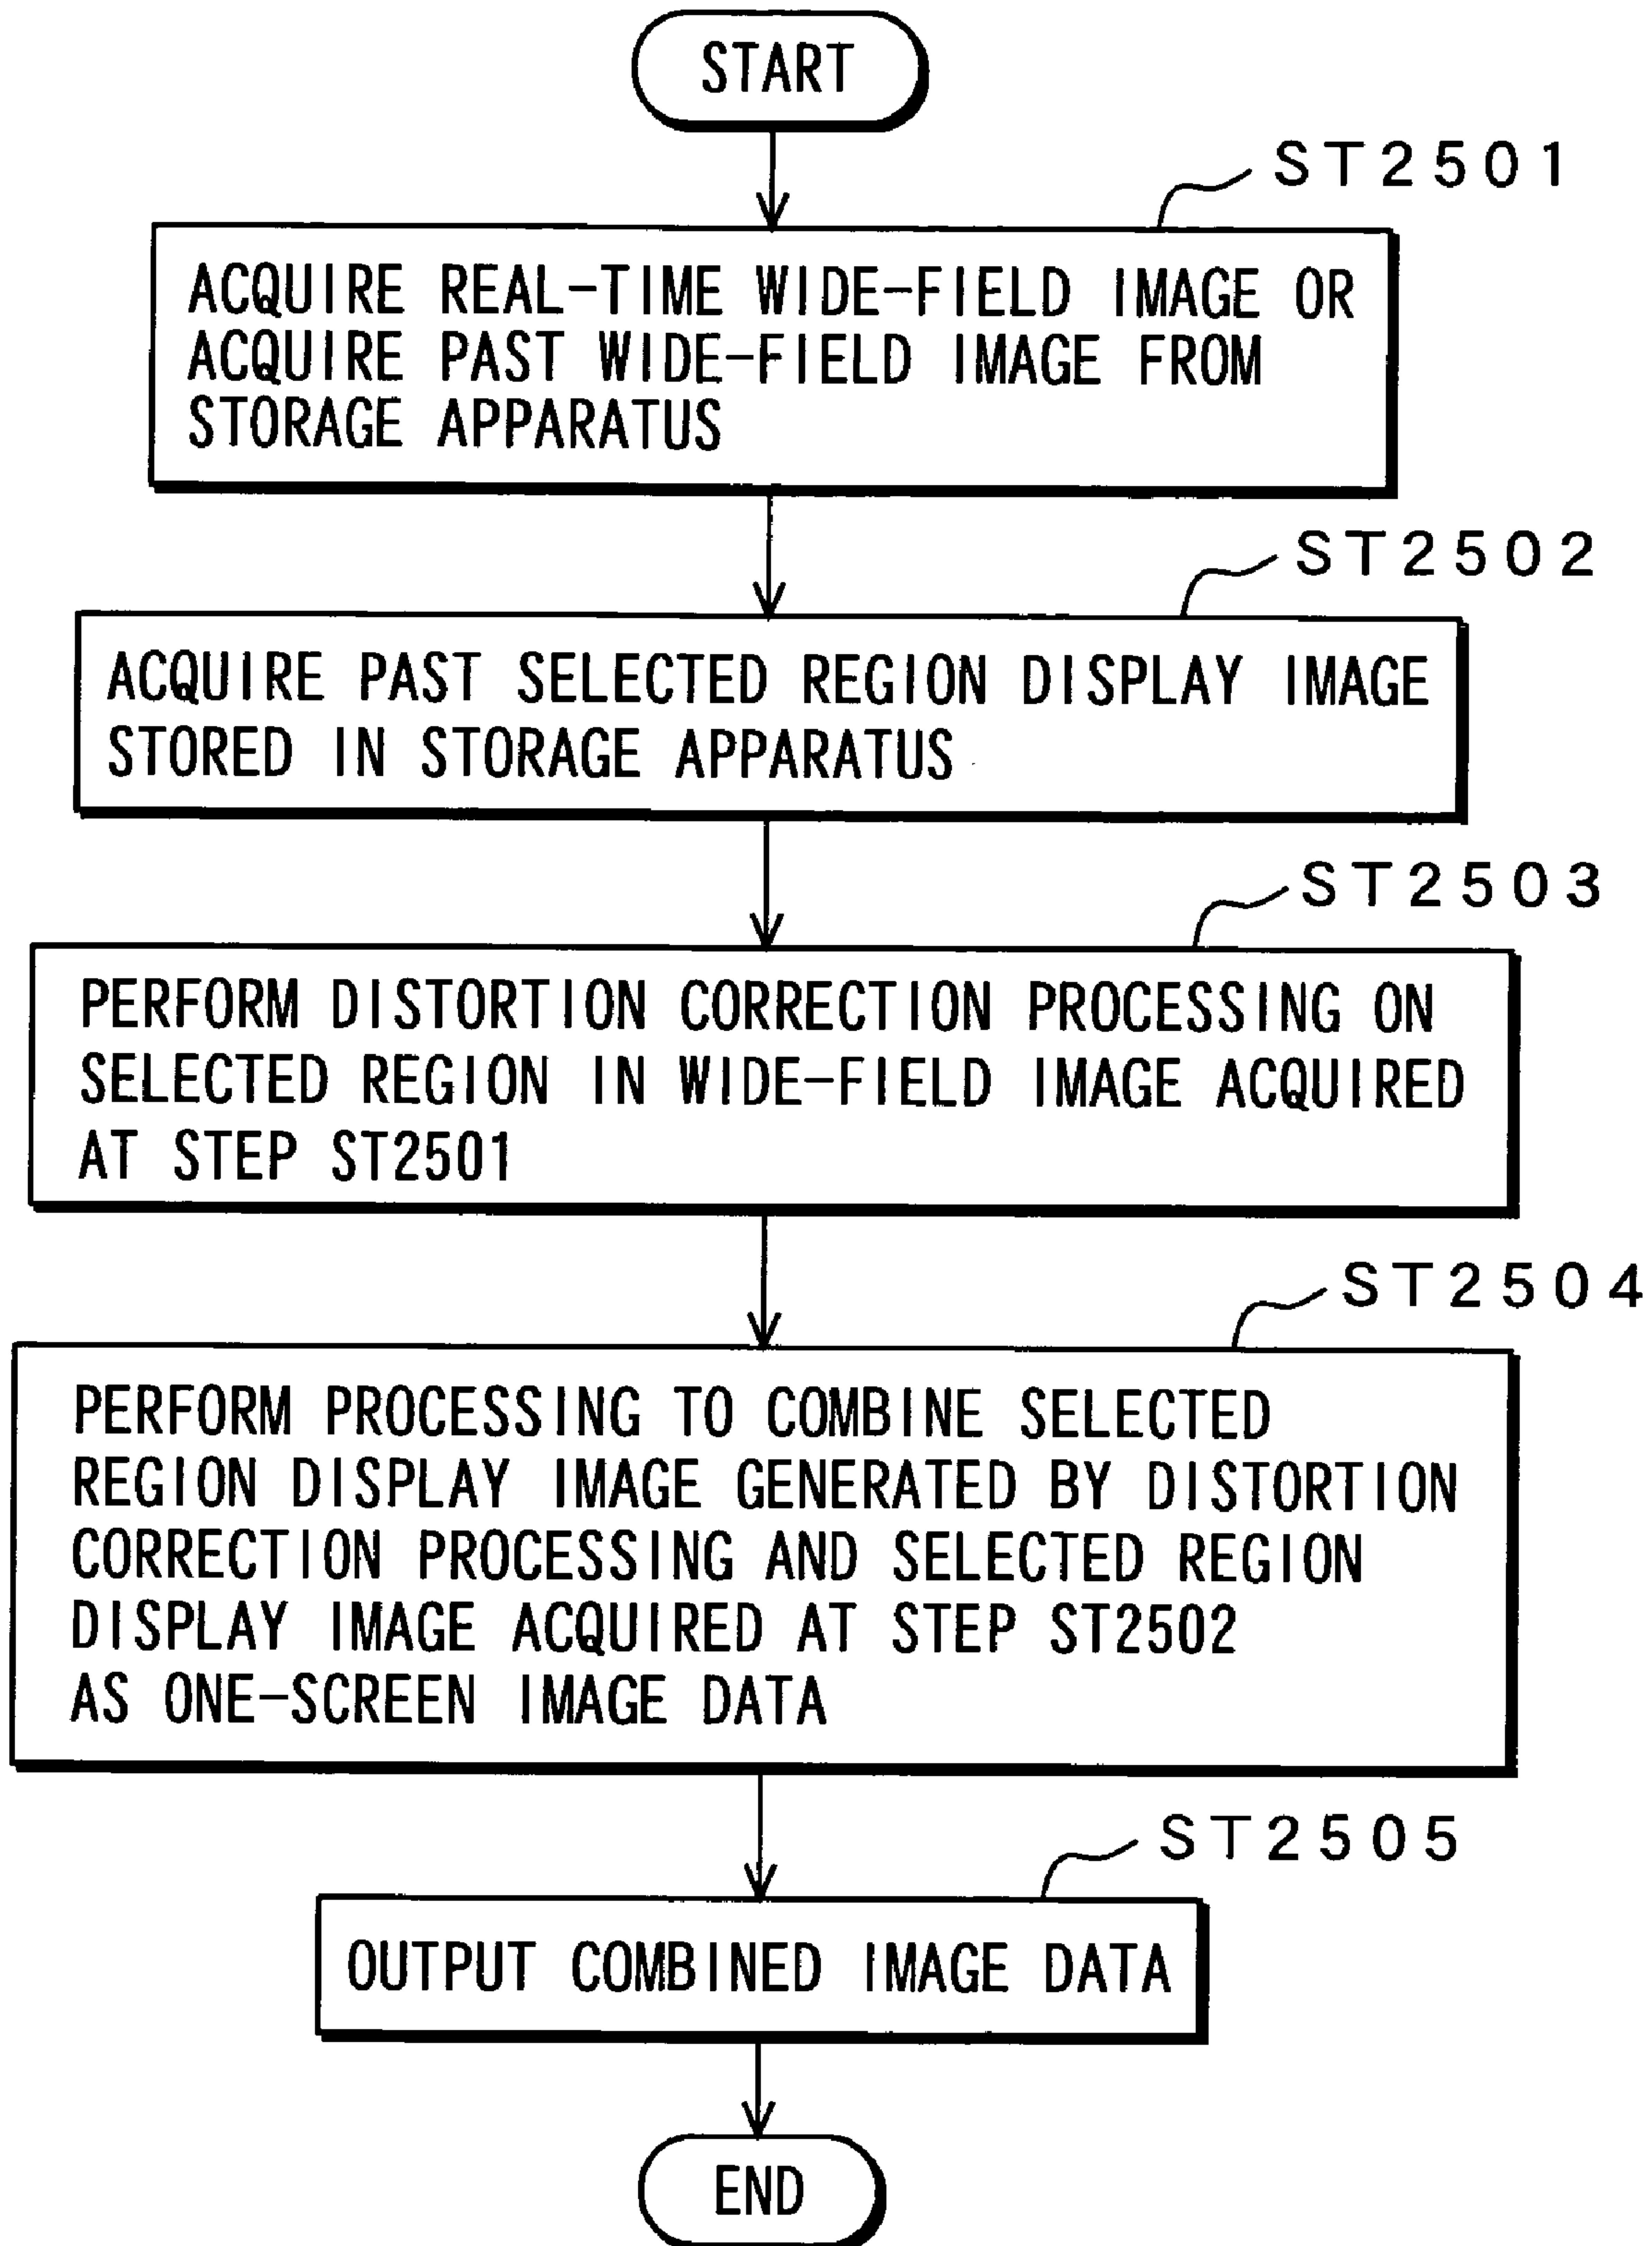 START
ST2501
ACQUIRE REAL-TIME WIDE-FIELD IMAGE OR
ACQUIRE PAST WIDE-FIELD IMAGE FROM
STORAGE APPARATUS
ST2502
ACQUIRE PAST SELECTED REGION DISPLAY IMAGE
STORED IN STORAGE APPARATUS
ST2503
PERFORM DISTORTION CORRECTION PROCESSING ON
SELECTED REGION IN WIDE-FIELD IMAGE ACQUIRED
AT STEP ST2501
ST2504
PERFORM PROCESSING TO COMBINE SELECTED
REGION DISPLAY IMAGE GENERATED BY DISTORTION
CORRECTION PROCESSING AND SELECTED REGION
DISPLAY IMAGE ACQUIRED AT STEP ST2502
AS ONE-SCREEN IMAGE DATA
ST2505
OUTPUT COMBINED IMAGE DATA
END